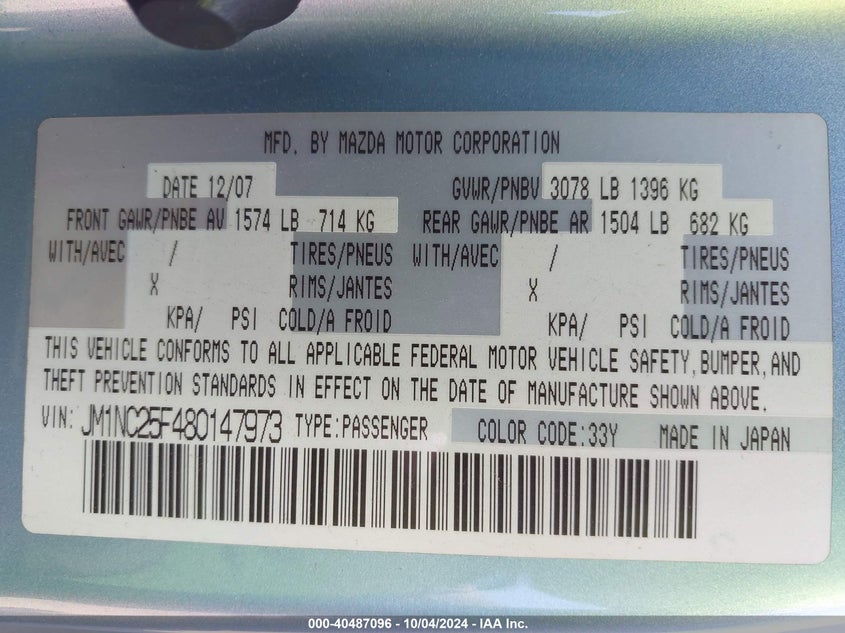 MFD. BY MAZDA MOTOR CORPORATION
DATE 12/07 GVWR/PNBV 3078 LB 1396 KG
FRONT GAWR/PNBE AV 1574 LB 714 KG REAR GAWR/PNBE AR 1504 LB 682 KG
WITH/AVEC / TIRES/PNEUS WITH/AVEC / TIRES/PNEUS
X RIMS/JANTES X RIMS/JANTES
KPA/ PSI COLD/A FROID KPA/ PSI COLD/A FROID
THIS VEHICLE CONFORMS TO ALL APPLICABLE FEDERAL MOTOR VEHICLE SAFETY, BUMPER, AND
THEFT PREVENTION STANDARDS IN EFFECT ON THE DATE OF MANUFACTURE SHOWN ABOVE.
VIN: JM1NC25F480147973 TYPE:PASSENGER COLOR CODE:33Y MADE IN JAPAN
000-40487096 - 10/04/2024 - IAA Inc.